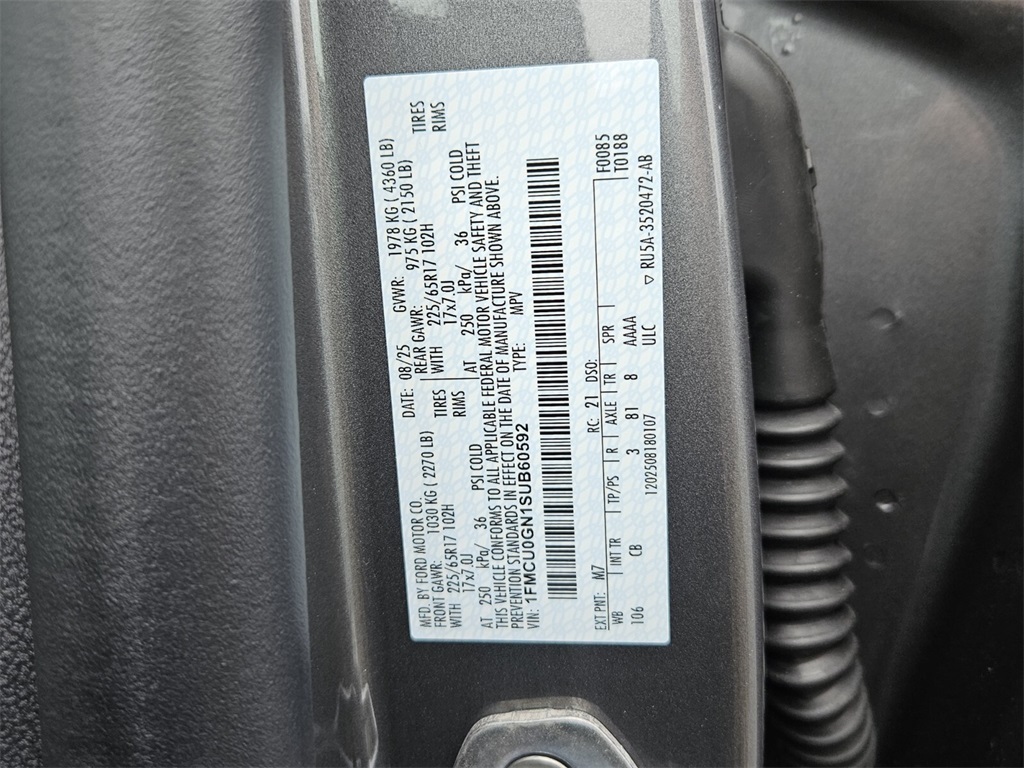 MFD. BY FORD MOTOR CO. DATE: 08/25 GVWR: 1978 KG ( 4360 LB)
FRONT GAWR: 1030 KG ( 2270 LB) REAR GAWR: 975 KG ( 2150 LB)
WITH 225/65R17 102H TIRES WITH 225/65R17 102H TIRES
17x7.0J RIMS 17x7.0J RIMS
AT 250 kPa/ 36 PSI COLD AT 250 kPa/ 36 PSI COLD
THIS VEHICLE CONFORMS TO ALL APPLICABLE FEDERAL MOTOR VEHICLE SAFETY AND THEFT
PREVENTION STANDARDS IN EFFECT ON THE DATE OF MANUFACTURE SHOWN ABOVE.
VIN: 1FMCU0GN1SUB60592 TYPE: MPV
EXT PNT: M7 RC: 21 DSO: F0085
WB INT TR TP/PS R AXLE TR SPR T0188
106 CB 3 81 8 AAAA
1202508180107 ULC ▽ RU5A-3520472-AB